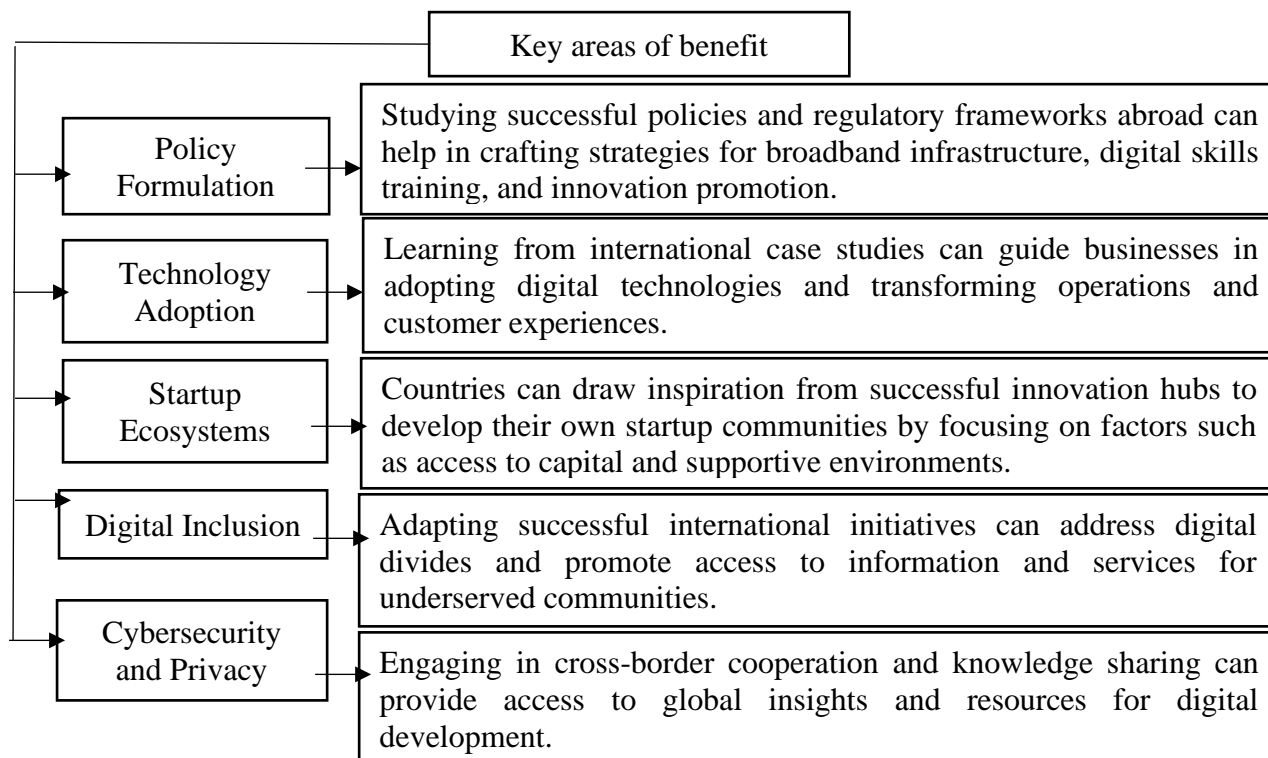 Key areas of benefit
Policy
Formulation
Studying successful policies and regulatory frameworks abroad can
help in crafting strategies for broadband infrastructure, digital skills
training, and innovation promotion.
Technology
Adoption
Learning from international case studies can guide businesses in
adopting digital technologies and transforming operations and
customer experiences.
Startup
Ecosystems
Countries can draw inspiration from successful innovation hubs to
develop their own startup communities by focusing on factors such
as access to capital and supportive environments.
Digital Inclusion
Adapting successful international initiatives can address digital
divides and promote access to information and services for
underserved communities.
Cybersecurity
and Privacy
Engaging in cross-border cooperation and knowledge sharing can
provide access to global insights and resources for digital
development.